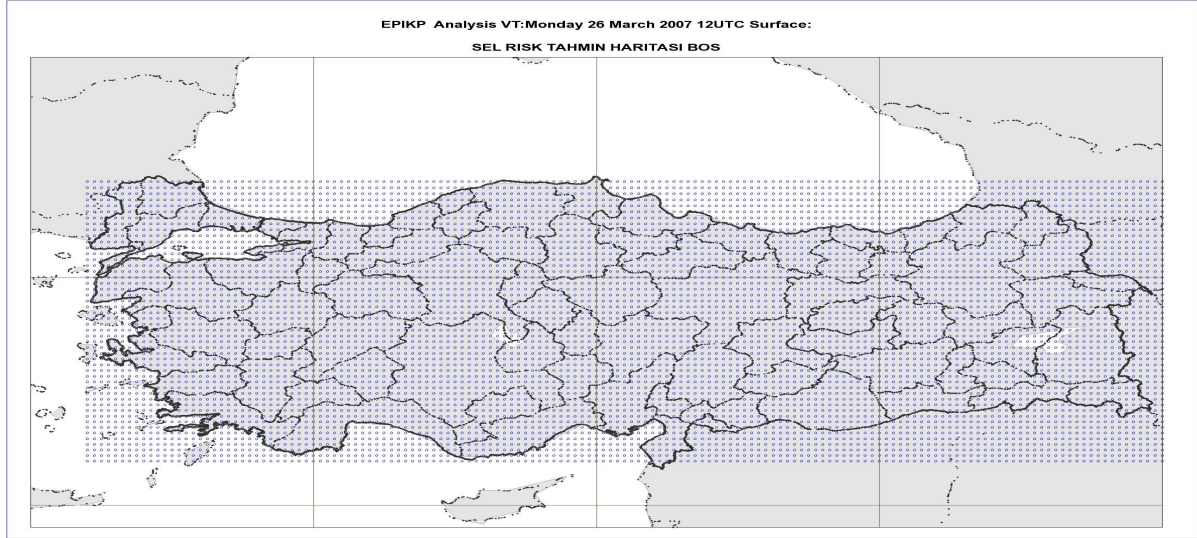 EPIKP Analysis VT:Monday 26 March 2007 12UTC Surface:
SEL RISK TAHMIN HARITASI BOS